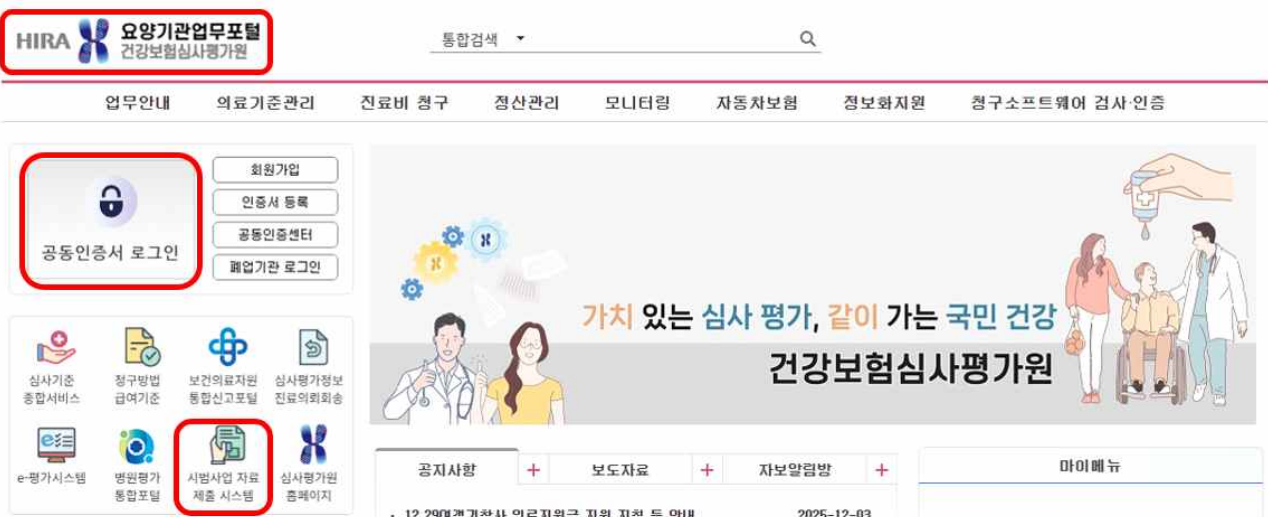 HIRA 요양기관업무포털
건강보험심사평가원
통합검색
업무안내 의료기준관리 진료비 청구 정산관리 모니터링 자동차보험 정보화지원 청구소프트웨어 검사·인증
공동인증서 로그인
회원가입
인증서 등록
공동인증센터
폐업기관 로그인
가치 있는 심사 평가, 같이 가는 국민 건강
건강보험심사평가원
심사기준
종합서비스
청구방법
급여기준
보건의료자원
통합신고포털
심사평가정보
진료의뢰회송
e-평가시스템
병원평가
통합포털
시범사업 자료
제출 시스템
심사평가원
홈페이지
공지사항 + 보도자료 + 자보알림방 +
마이메뉴
2025-12-03